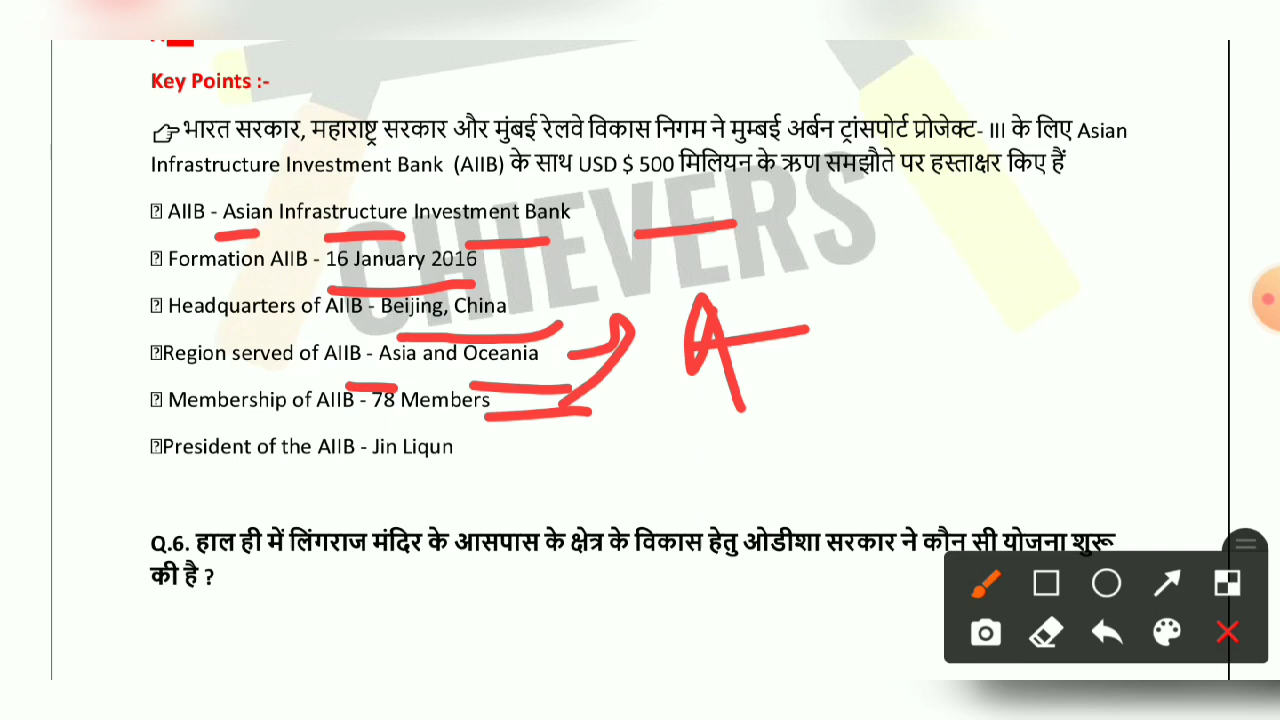 Key Points :-
भारत सरकार, महाराष्ट्र सरकार और मुंबई रेलवे विकास निगम ने मुम्बई अर्बन ट्रांसपोर्ट प्रोजेक्ट- III के लिए Asian
Infrastructure Investment Bank (AIIB) के साथ USD $ 500 मिलियन के ऋण समझौते पर हस्ताक्षर किए हैं
AIIB - Asian Infrastructure Investment Bank
Formation AIIB - 16 January 2016
Headquarters of AIIB - Beijing, China
Region served of AIIB - Asia and Oceania
Membership of AIIB - 78 Members
President of the AIIB - Jin Liqun
Q.6. हाल ही में लिंगराज मंदिर के आसपास के क्षेत्र के विकास हेतु ओडीशा सरकार ने कौन सी योजना शुरू
की है ?
CHIEVERS